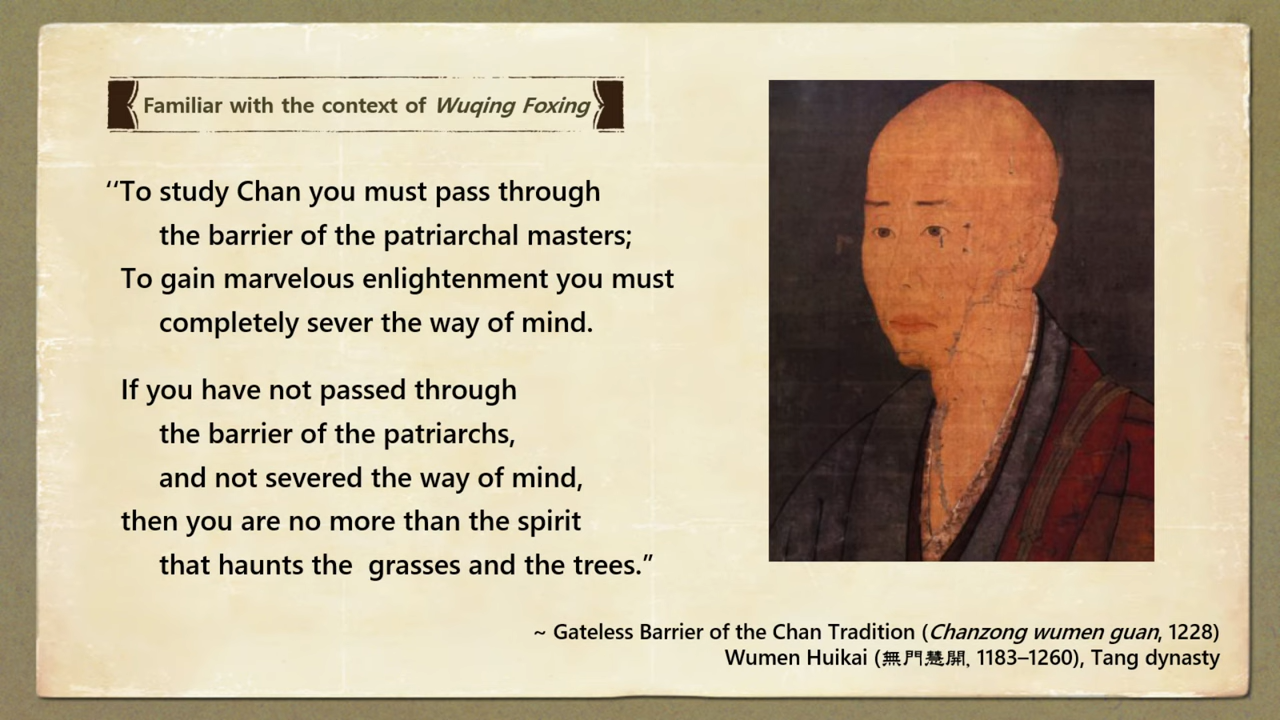 Familiar with the context of Wuqing Foxing
‘‘To study Chan you must pass through
the barrier of the patriarchal masters;
To gain marvelous enlightenment you must
completely sever the way of mind.
If you have not passed through
the barrier of the patriarchs,
and not severed the way of mind,
then you are no more than the spirit
that haunts the  grasses and the trees.”
~ Gateless Barrier of the Chan Tradition (Chanzong wumen guan, 1228)
Wumen Huikai (無門慧開, 1183–1260), Tang dynasty